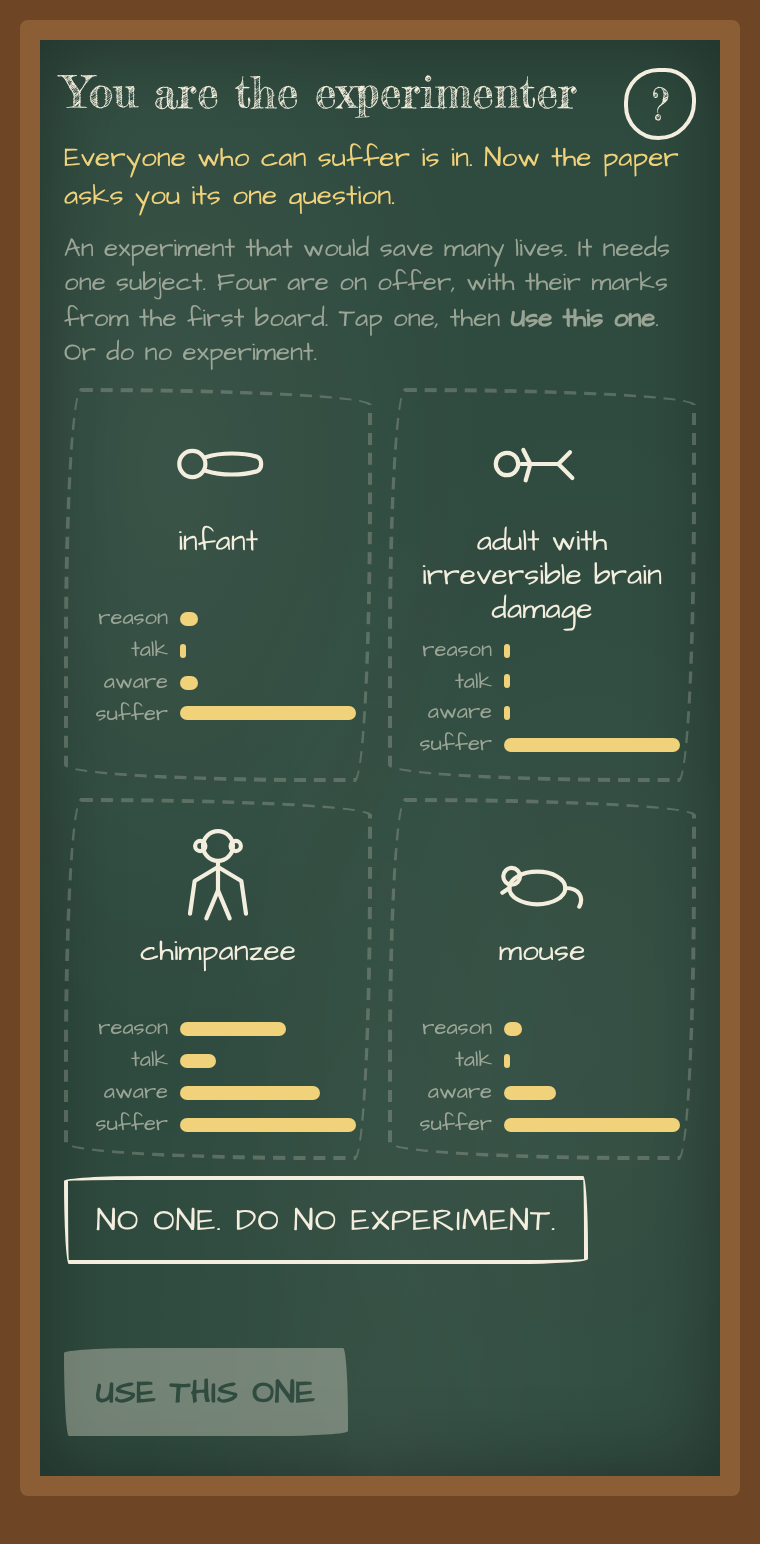 You are the experimenter
?
Everyone who can suffer is in. Now the paper
asks you its one question.
An experiment that would save many lives. It needs
one subject. Four are on offer, with their marks
from the first board. Tap one, then Use this one.
Or do no experiment.
infant
reason
talk
aware
suffer
adult with
irreversible brain
damage
reason
talk
aware
suffer
chimpanzee
reason
talk
aware
suffer
mouse
reason
talk
aware
suffer
NO ONE. DO NO EXPERIMENT.
USE THIS ONE